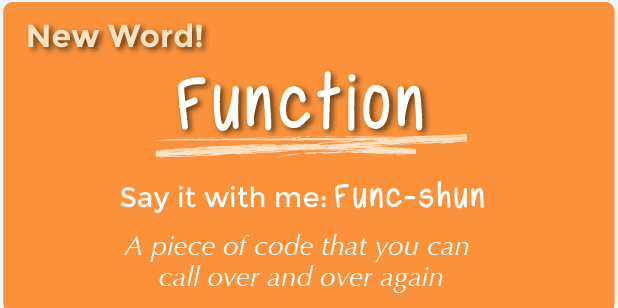 New Word!
Function
Say it with me: Func-shun
A piece of code that you can
call over and over again